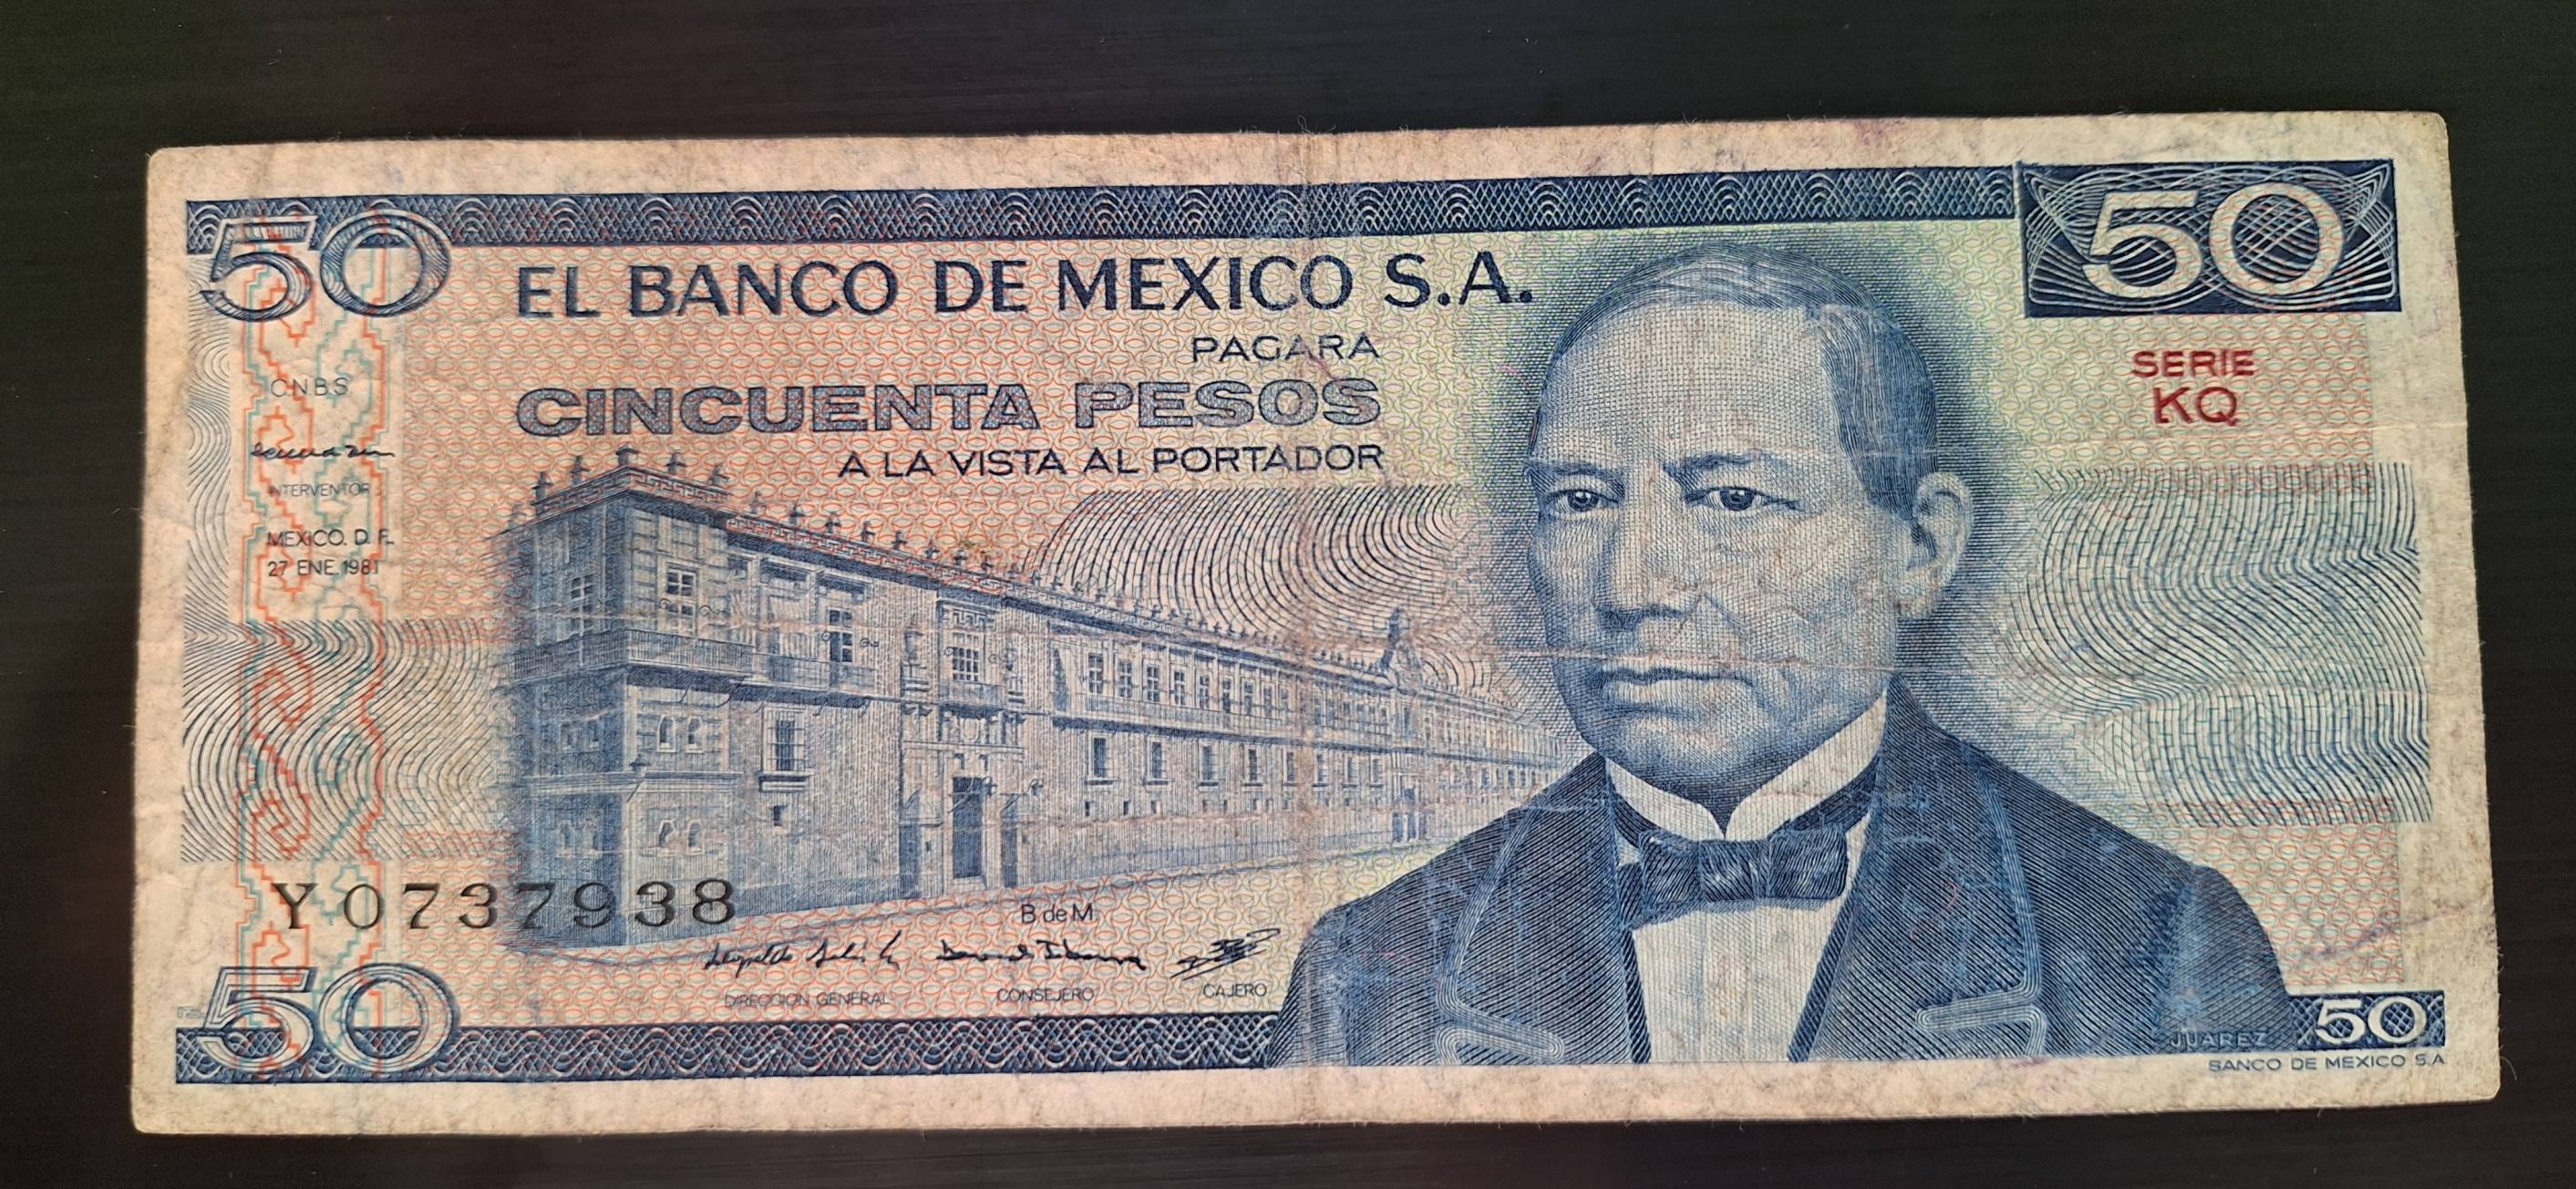 50
50
EL BANCO DE MEXICO S.A.
PAGARA
CINCUENTA PESOS
A LA VISTA AL PORTADOR
SERIE
KQ
C.N.B.S.
INTERVENTOR
MEXICO. D. F.
27 ENE. 1981
Y0737938
B de M
DIRECCION GENERAL
CONSEJERO
CAJERO
50
JUAREZ
50
BANCO DE MEXICO S.A